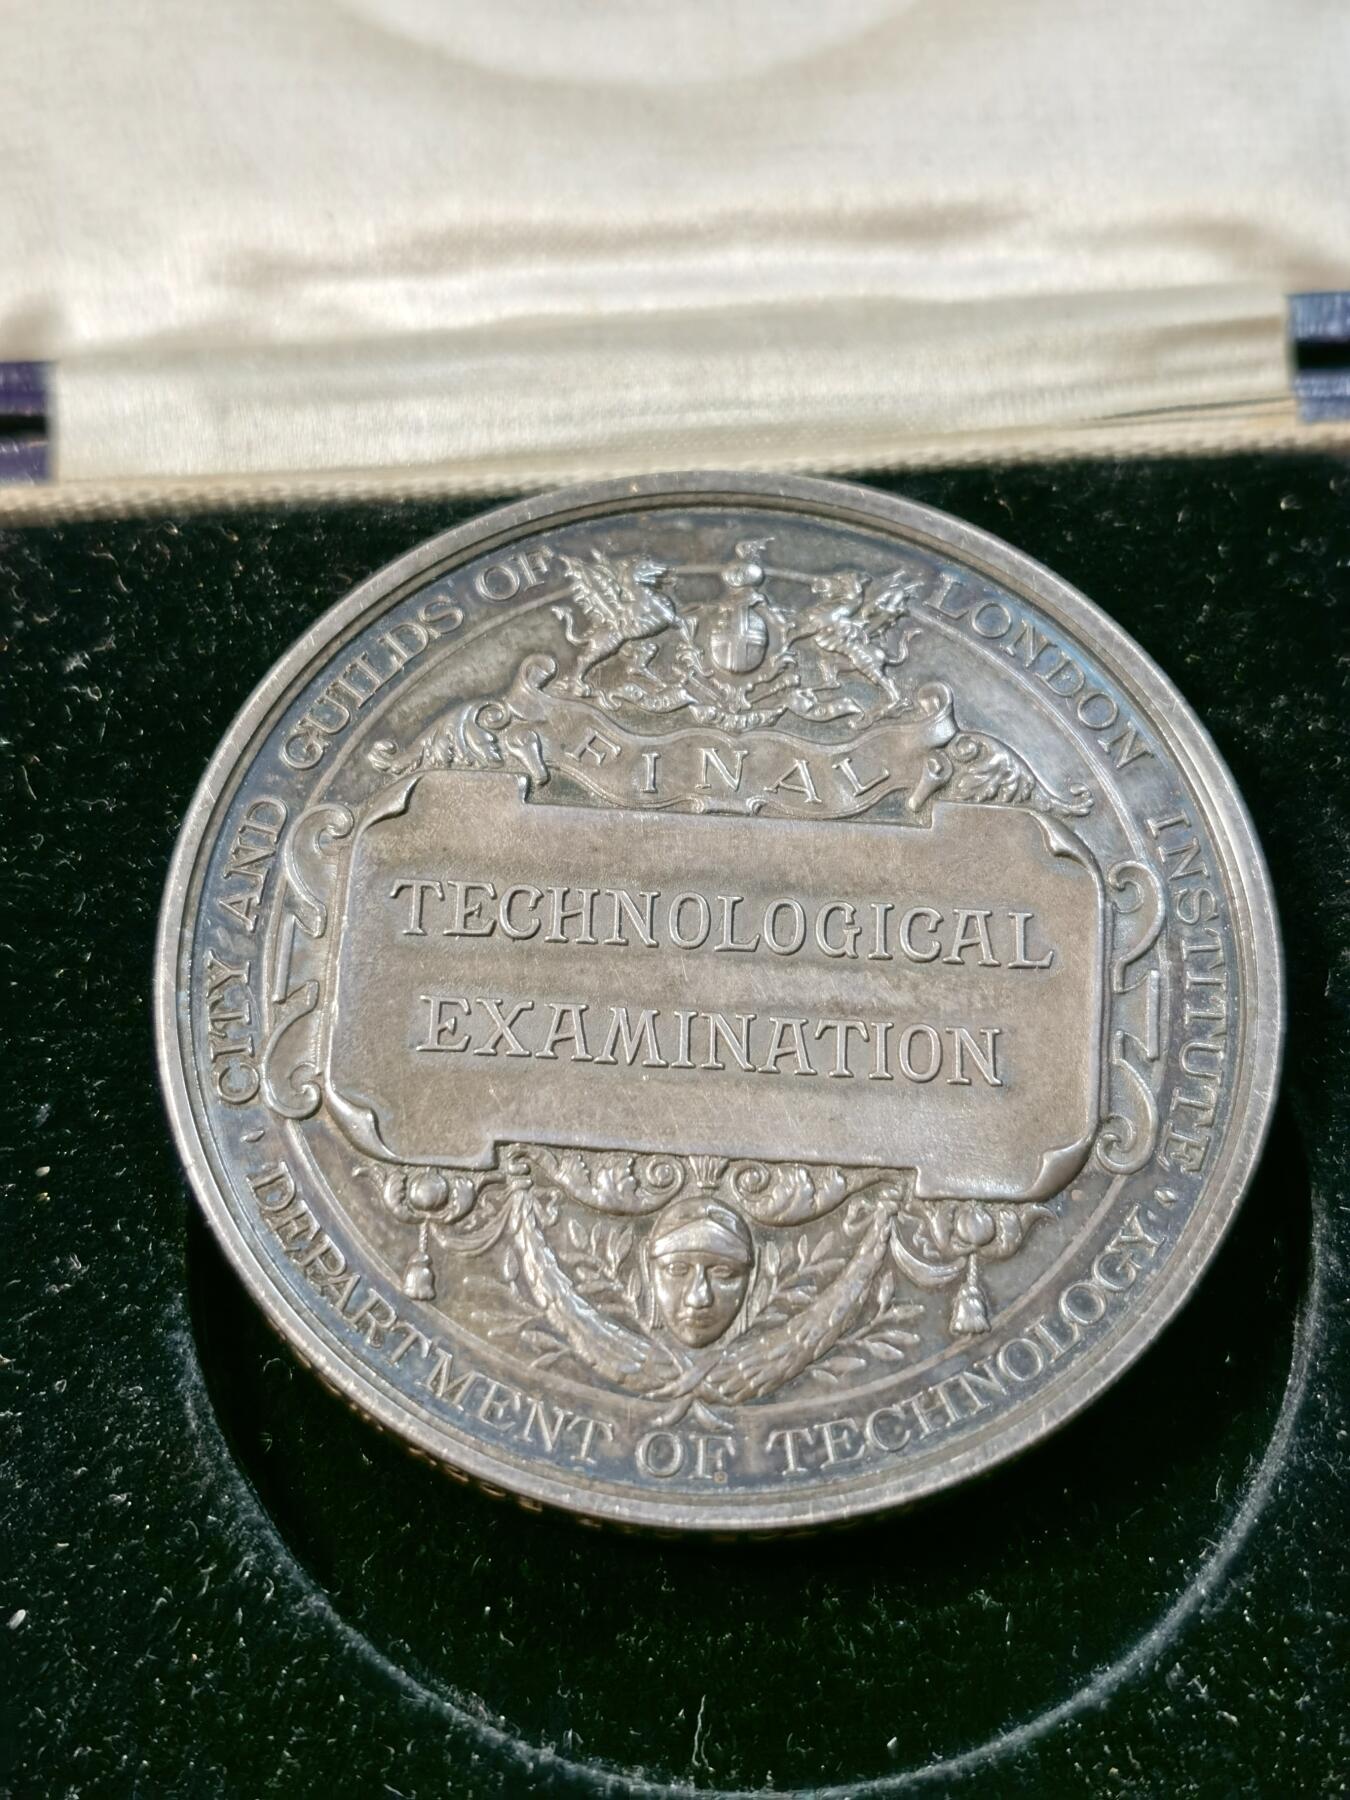 CITY AND GUILDS OF LONDON INSTITUTE
FINAL
TECHNOLOGICAL
EXAMINATION
· DEPARTMENT OF TECHNOLOGY ·